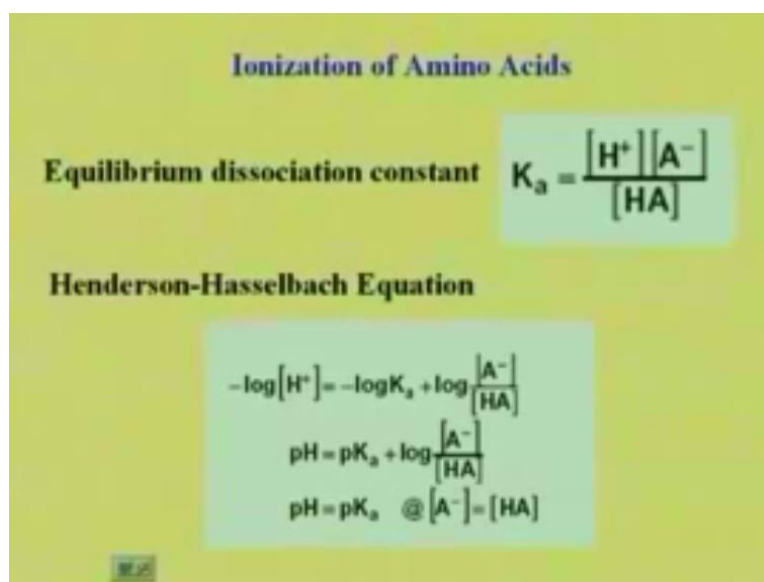 Ionization of Amino Acids
Equilibrium dissociation constant Kₐ = [H⁺][A⁻] / [HA]
Henderson-Hasselbach Equation
-log[H⁺] = -logKₐ + log [A⁻] / [HA]
pH = pKₐ + log [A⁻] / [HA]
pH = pKₐ @ [A⁻] = [HA]